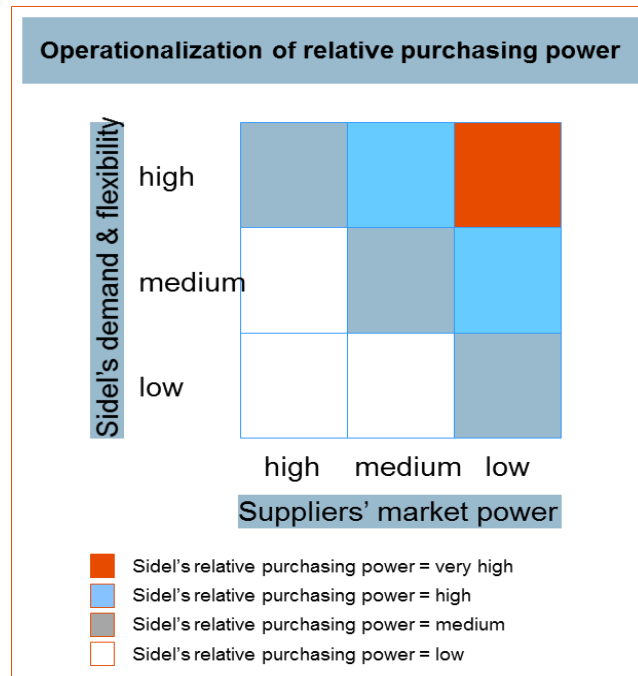 Operationalization of relative purchasing power
Sidel's demand & flexibility
high
medium
low
high medium low
Suppliers' market power
Sidel's relative purchasing power = very high
Sidel's relative purchasing power = high
Sidel's relative purchasing power = medium
Sidel's relative purchasing power = low